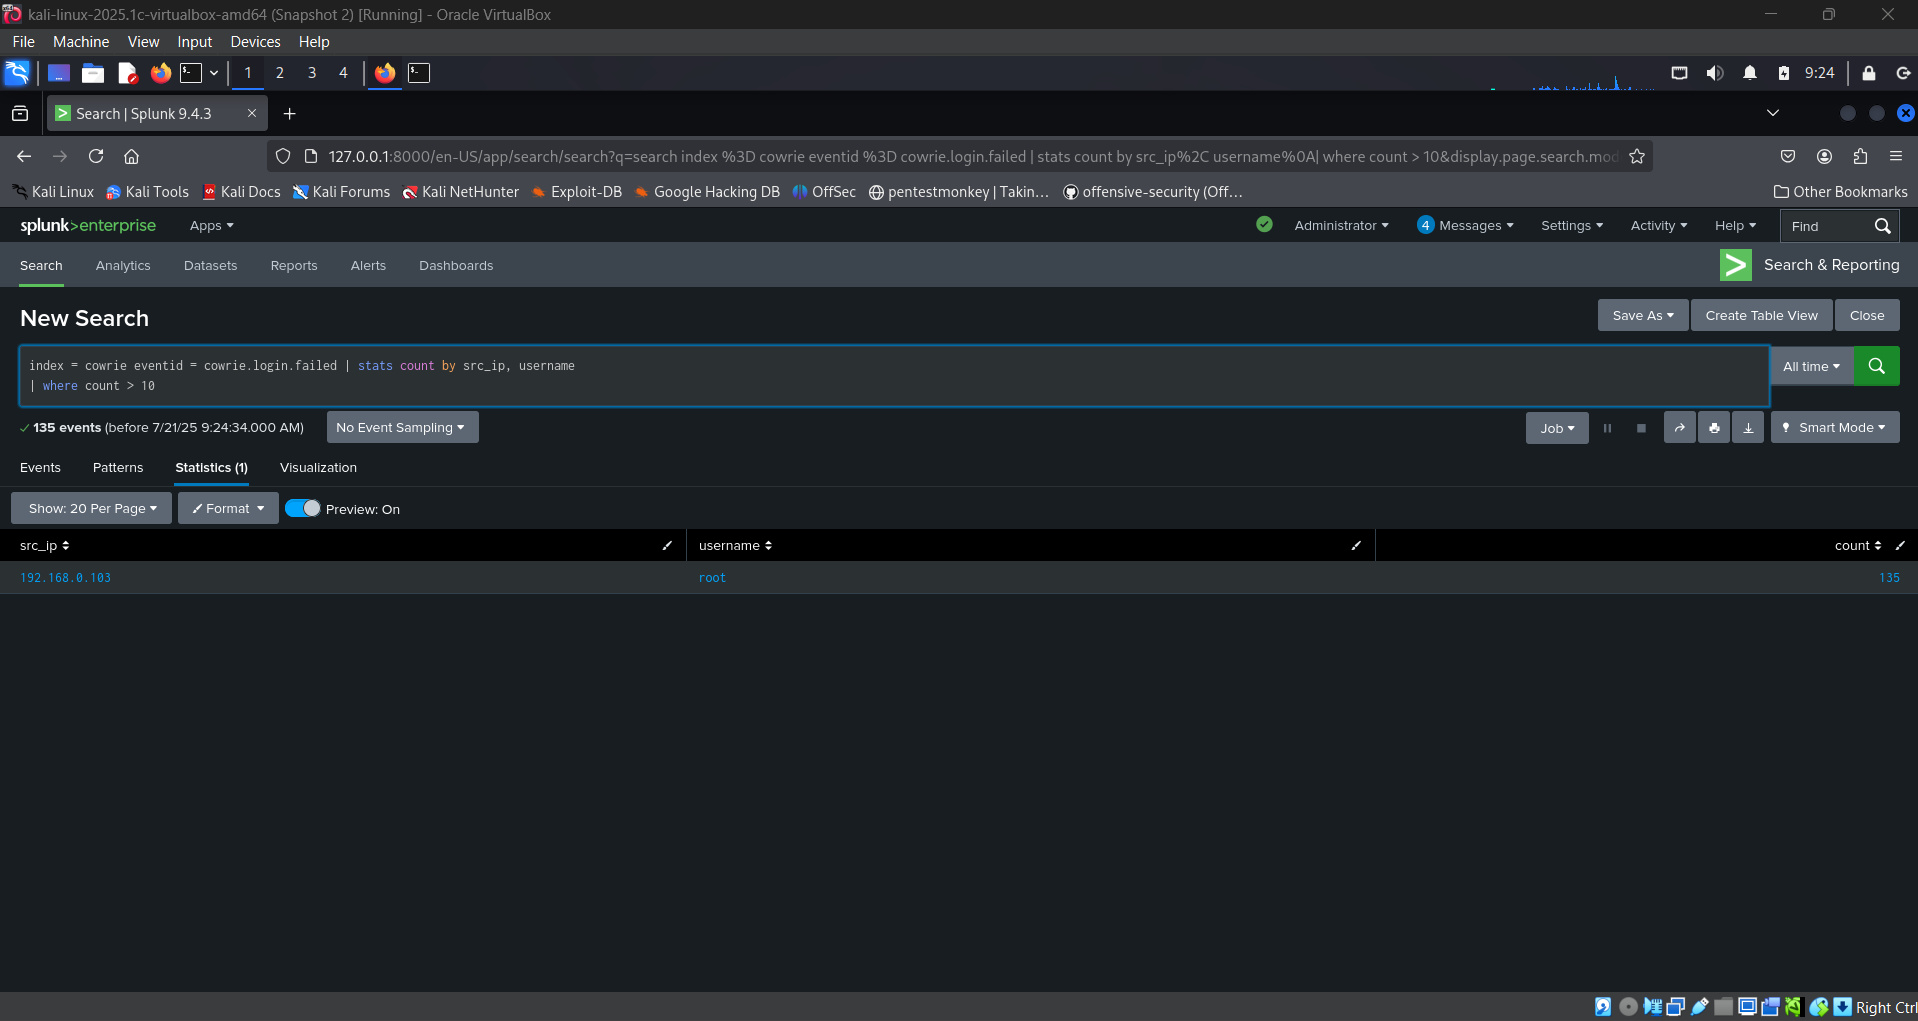 kali-linux-2025.1c-virtualbox-amd64 (Snapshot 2) [Running] - Oracle VirtualBox
File Machine View Input Devices Help
1 2 3 4 9:24
Search | Splunk 9.4.3
127.0.0.1:8000/en-US/app/search/search?q=search index %3D cowrie eventid %3D cowrie.login.failed | stats count by src_ip%2C username%0A| where count > 10&display.page.search.mod
Kali Linux Kali Tools Kali Docs Kali Forums Kali NetHunter Exploit-DB Google Hacking DB OffSec pentestmonkey | Takin… offensive-security (Off… Other Bookmarks
splunk>enterprise Apps Administrator 4 Messages Settings Activity Help Find
Search Analytics Datasets Reports Alerts Dashboards > Search & Reporting
New Search Save As Create Table View Close
index = cowrie eventid = cowrie.login.failed | stats count by src_ip, username
| where count > 10
All time
135 events (before 7/21/25 9:24:34.000 AM) No Event Sampling Job Smart Mode
Events Patterns Statistics (1) Visualization
Show: 20 Per Page Format Preview: On
src_ip username count
192.168.0.103 root 135
Right Ctrl